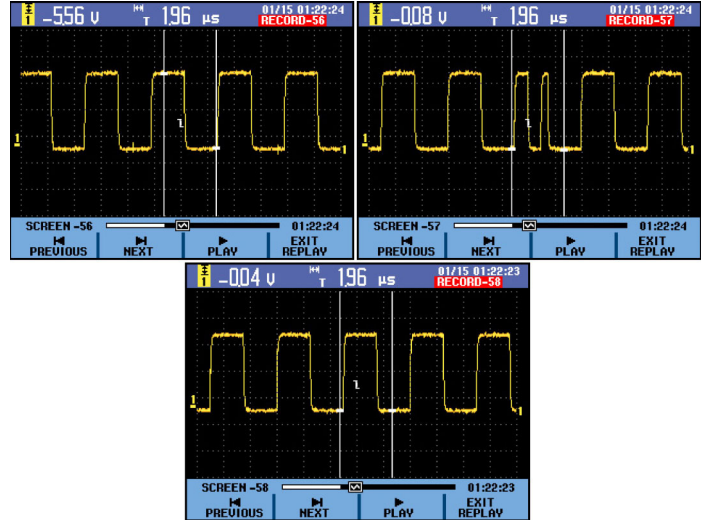 1 -5.56 V T 1.96 µs 01/15 01:22:24
RECORD-56
1
1
SCREEN -56 01:22:24
PREVIOUS NEXT PLAY EXIT REPLAY
1 -0.08 V T 1.96 µs 01/15 01:22:24
RECORD-57
1
1
SCREEN -57 01:22:24
PREVIOUS NEXT PLAY EXIT REPLAY
1 -0.04 V T 1.96 µs 01/15 01:22:23
RECORD-58
1
1
SCREEN -58 01:22:23
PREVIOUS NEXT PLAY EXIT REPLAY